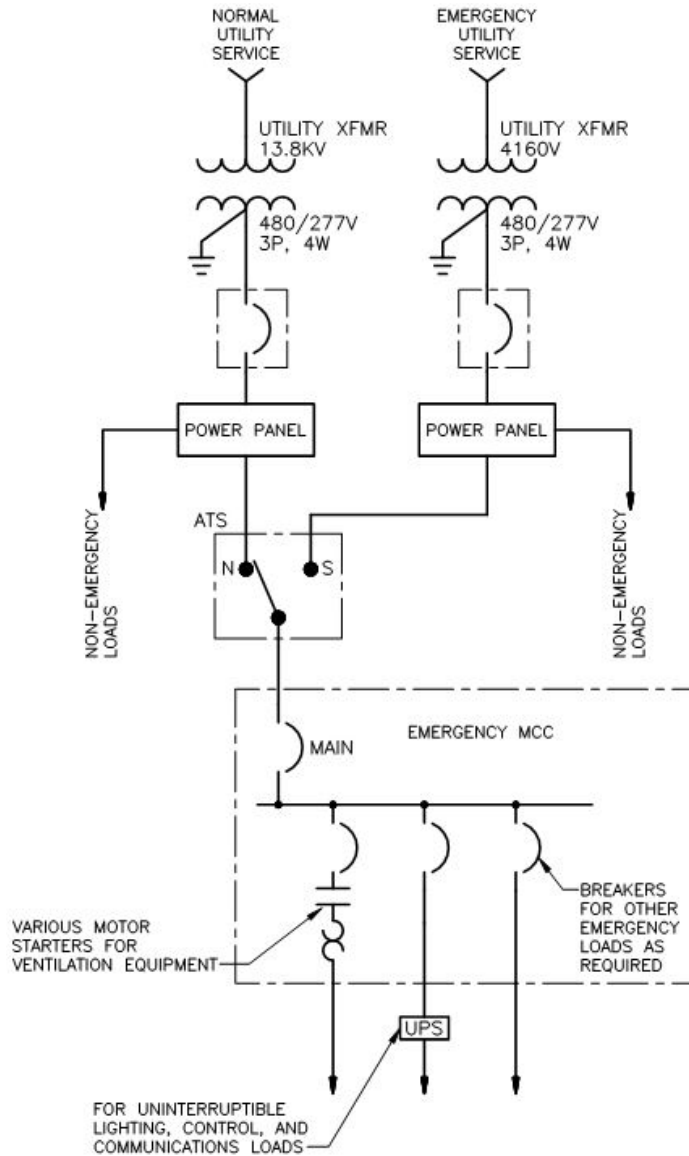 NORMAL
UTILITY
SERVICE
EMERGENCY
UTILITY
SERVICE
UTILITY XFMR
13.8KV
UTILITY XFMR
4160V
480/277V
3P, 4W
480/277V
3P, 4W
POWER PANEL
POWER PANEL
NON-EMERGENCY
LOADS
ATS
N
S
NON-EMERGENCY
LOADS
EMERGENCY MCC
MAIN
BREAKERS
FOR OTHER
EMERGENCY
LOADS AS
REQUIRED
VARIOUS MOTOR
STARTERS FOR
VENTILATION EQUIPMENT
UPS
FOR UNINTERRUPTIBLE
LIGHTING, CONTROL, AND
COMMUNICATIONS LOADS